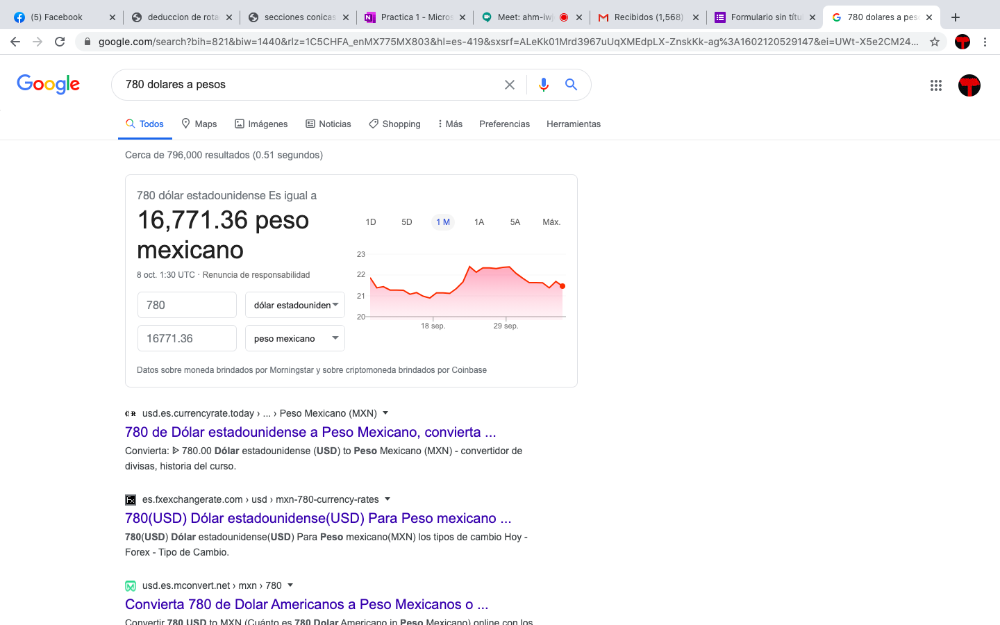 (5) Facebook
deduccion de rota
secciones conicas
Practica 1 - Micros
Meet: ahm-iwj
Recibidos (1,568)
Formulario sin títul
780 dolares a peso
google.com/search?bih=821&biw=1440&rlz=1C5CHFA_enMX775MX803&hl=es-419&sxsrf=ALeKk01Mrd3967uUqXMEdpLX-ZnskKk-ag%3A1602120529147&ei=UWt-X5e2CM24...
Google
780 dolares a pesos
Todos
Maps
Imágenes
Noticias
Shopping
Más
Preferencias
Herramientas
Cerca de 796,000 resultados (0.51 segundos)
780 dólar estadounidense Es igual a
16,771.36 peso
mexicano
8 oct. 1:30 UTC · Renuncia de responsabilidad
780
dólar estadouniden
16771.36
peso mexicano
1D 5D 1 M 1A 5A Máx.
23
22
21
20
18 sep. 29 sep.
Datos sobre moneda brindados por Morningstar y sobre criptomoneda brindados por Coinbase
usd.es.currencyrate.today › ... › Peso Mexicano (MXN)
780 de Dólar estadounidense a Peso Mexicano, convierta ...
Convierta: ᐈ 780.00 Dólar estadounidense (USD) to Peso Mexicano (MXN) - convertidor de
divisas, historia del curso.
Fx
es.fxexchangerate.com › usd › mxn-780-currency-rates
780(USD) Dólar estadounidense(USD) Para Peso mexicano ...
780(USD) Dólar estadounidense(USD) Para Peso mexicano(MXN) los tipos de cambio Hoy -
Forex - Tipo de Cambio.
usd.es.mconvert.net › mxn › 780
Convierta 780 de Dolar Americanos a Peso Mexicanos o ...
Convertir 780 USD to MXN (Cuánto es 780 Dolar Americano in Peso Mexicano) online con los